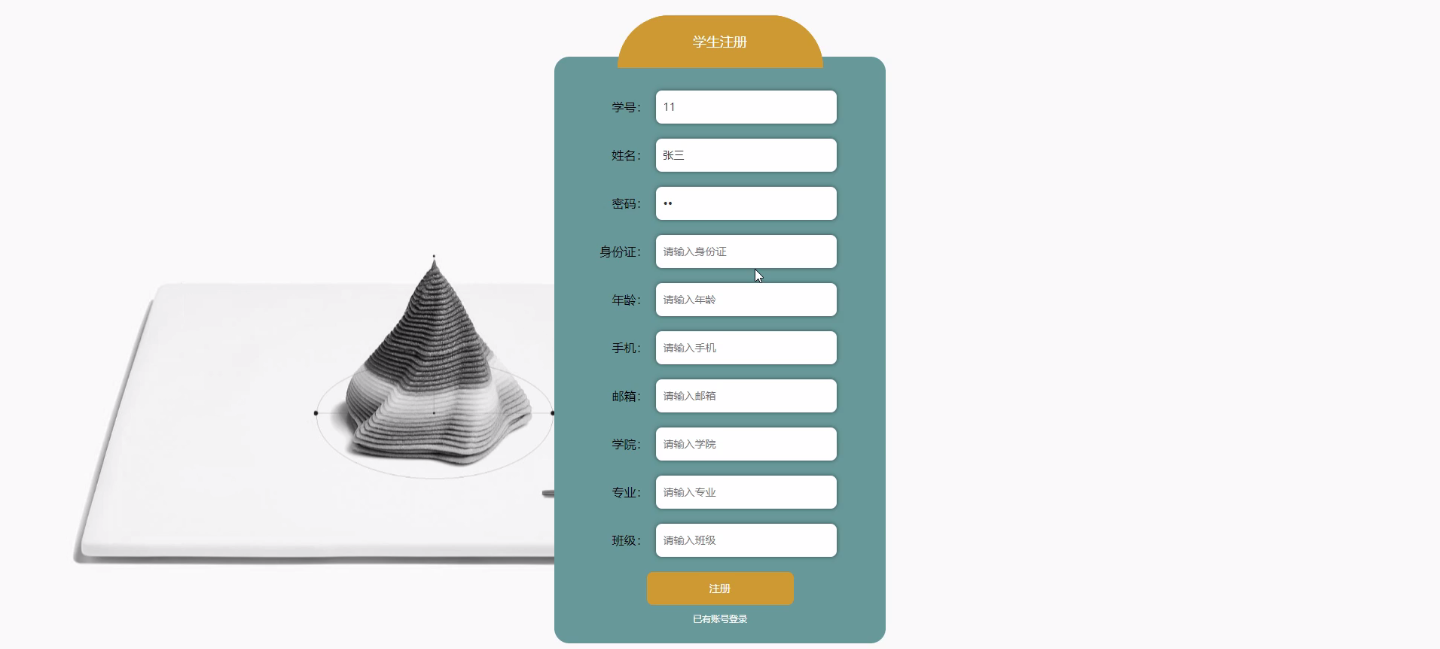 学生注册
学号： 11
姓名： 张三
密码： ••
身份证： 请输入身份证
年龄： 请输入年龄
手机： 请输入手机
邮箱： 请输入邮箱
学院： 请输入学院
专业： 请输入专业
班级： 请输入班级
注册
已有账号登录